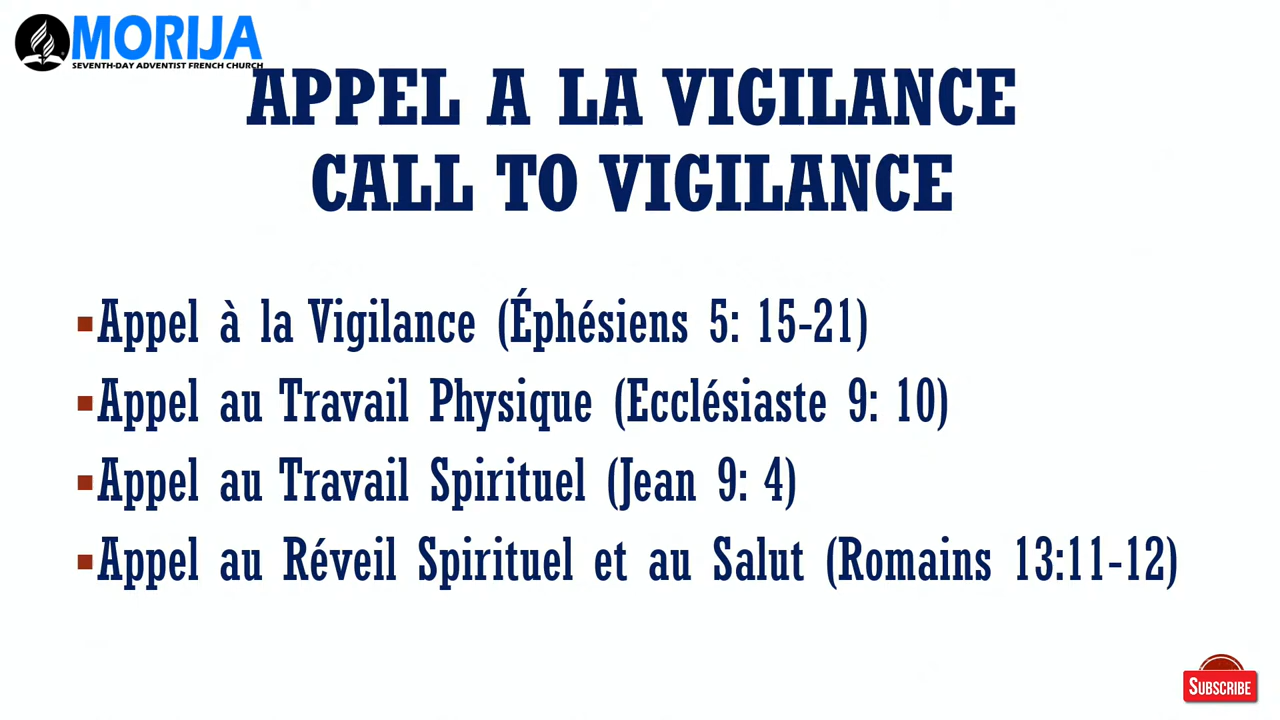 MORIJA
SEVENTH-DAY ADVENTIST FRENCH CHURCH
APPEL A LA VIGILANCE
CALL TO VIGILANCE
▪Appel à la Vigilance (Éphésiens 5: 15-21)
▪Appel au Travail Physique (Ecclésiaste 9: 10)
▪Appel au Travail Spirituel (Jean 9: 4)
▪Appel au Réveil Spirituel et au Salut (Romains 13:11-12)
SUBSCRIBE